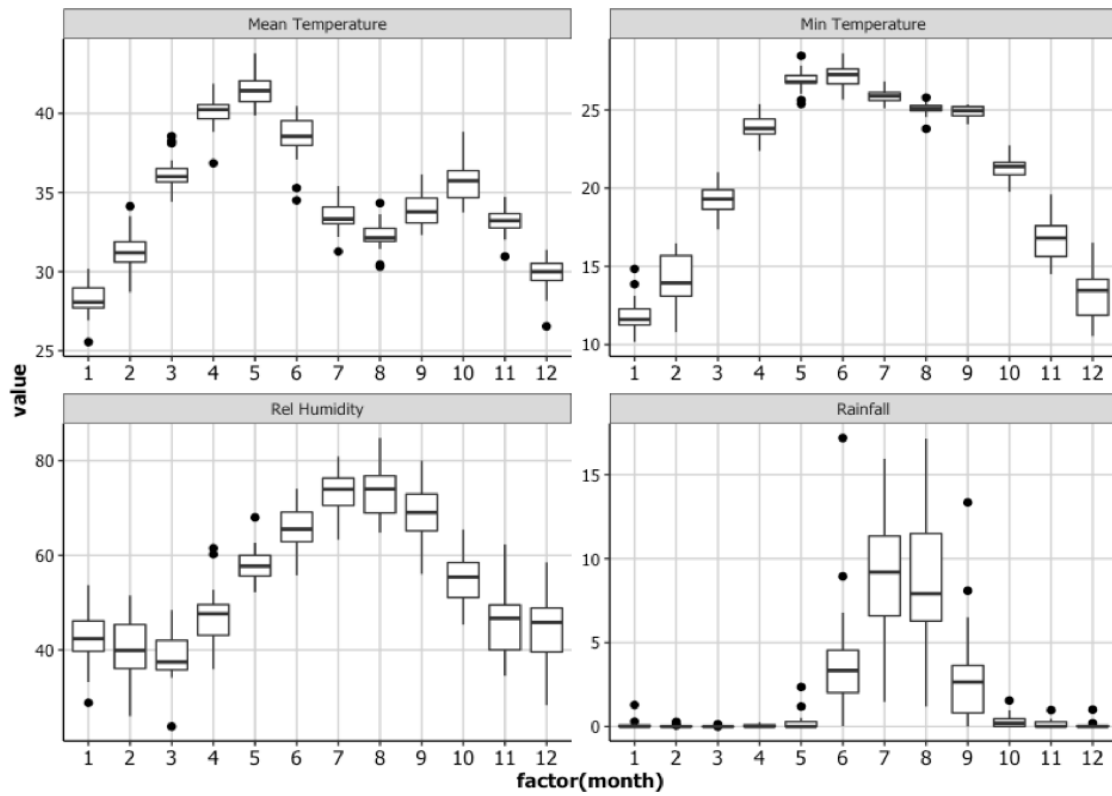 Mean Temperature
Min Temperature
40
35
30
25
25
20
15
10
1 2 3 4 5 6 7 8 9 10 11 12
1 2 3 4 5 6 7 8 9 10 11 12
value
Rel Humidity
Rainfall
80
60
40
15
10
5
0
1 2 3 4 5 6 7 8 9 10 11 12
1 2 3 4 5 6 7 8 9 10 11 12
factor(month)